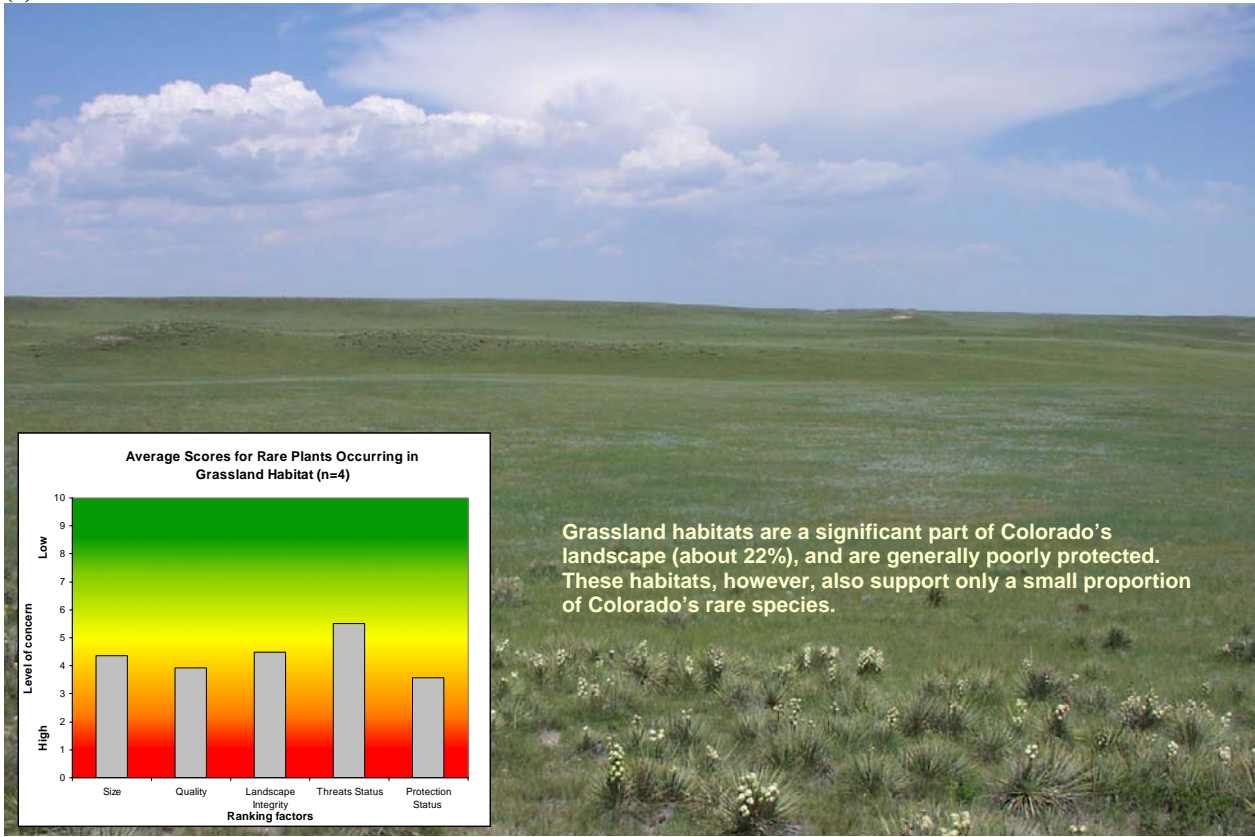 Average Scores for Rare Plants Occurring in
Grassland Habitat (n=4)
10
9
8
7
6
5
4
3
2
1
0
Low
Level of concern
High
Size
Quality
Landscape
Integrity
Threats Status
Protection
Status
Ranking factors
Grassland habitats are a significant part of Colorado's
landscape (about 22%), and are generally poorly protected.
These habitats, however, also support only a small proportion
of Colorado's rare species.